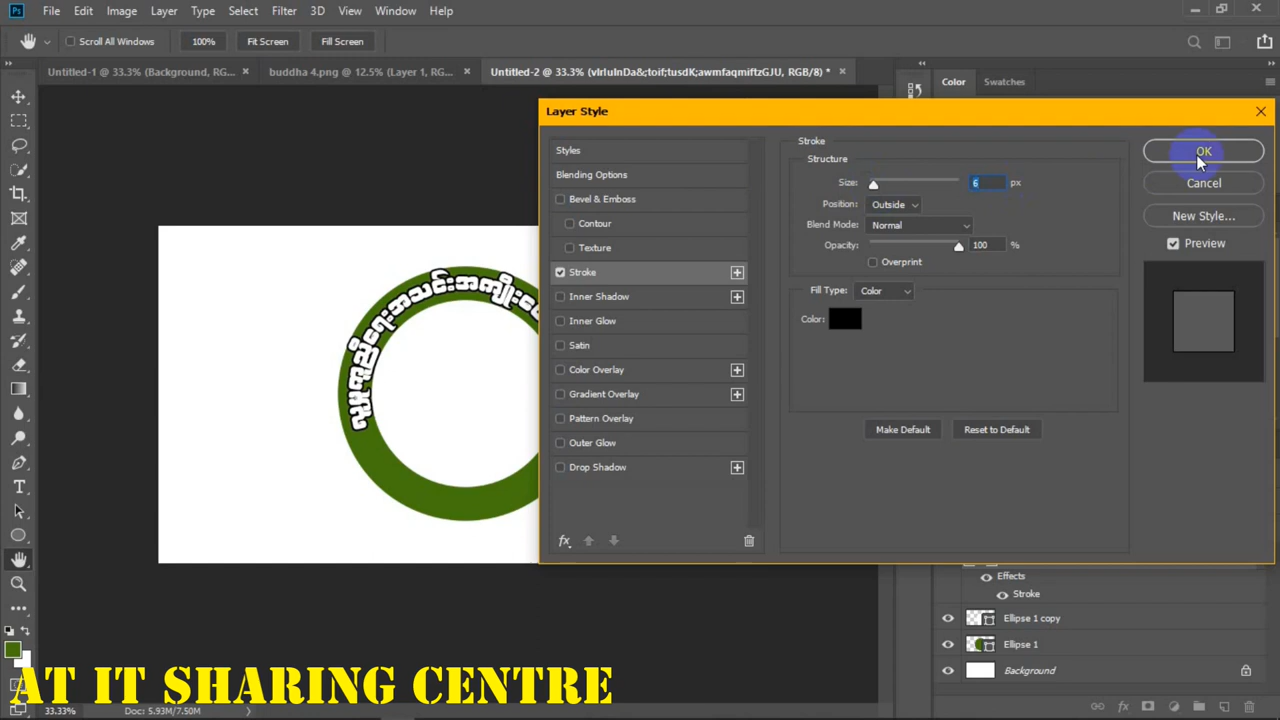 Ps File Edit Image Layer Type Select Filter 3D View Window Help
Scroll All Windows 100% Fit Screen Fill Screen
Untitled-1 @ 33.3% (Background, RG... × buddha 4.png @ 12.5% (Layer 1, RG... × Untitled-2 @ 33.3% (vIrIuInDa&;toif;tusdK;awmfaqmiftzGJU, RGB/8) * ×
Color Swatches
Layer Style
Styles
Blending Options
Bevel & Emboss
Contour
Texture
Stroke
Inner Shadow
Inner Glow
Satin
Color Overlay
Gradient Overlay
Pattern Overlay
Outer Glow
Drop Shadow
fx
Stroke
Structure
Size: 6 px
Position: Outside
Blend Mode: Normal
Opacity: 100 %
Overprint
Fill Type: Color
Color:
Make Default Reset to Default
OK
Cancel
New Style...
Preview
Effects
Stroke
Ellipse 1 copy
Ellipse 1
Background
AT IT SHARING CENTRE
33.33% Doc: 5.93M/7.50M